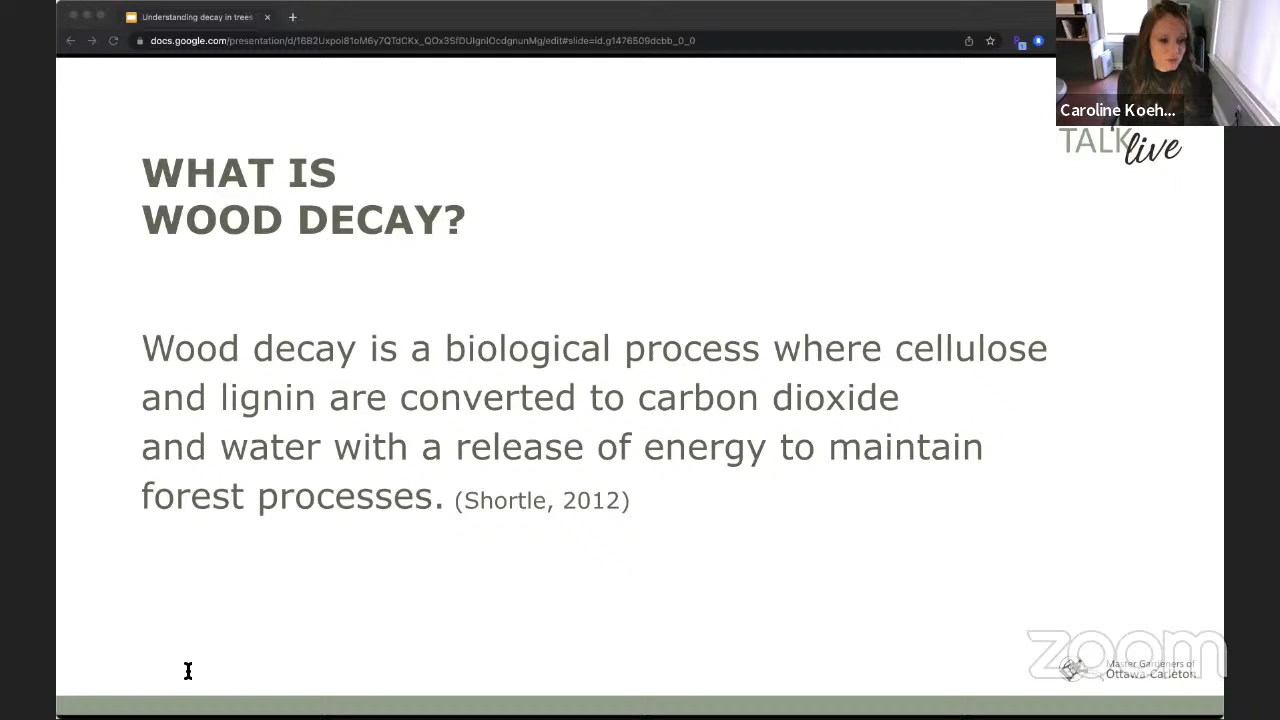 Understanding decay in trees
docs.google.com/presentation/d/16B2Uxpoi81oM6y7QTdCKx_QOx3SfDUIgnlOcdgnunMg/edit#slide=id.g1476509dcbb_0_0
Caroline Koeh...
TALK live
WHAT IS
WOOD DECAY?
Wood decay is a biological process where cellulose
and lignin are converted to carbon dioxide
and water with a release of energy to maintain
forest processes. (Shortle, 2012)
zoom
Master Gardeners of
Ottawa-Carleton